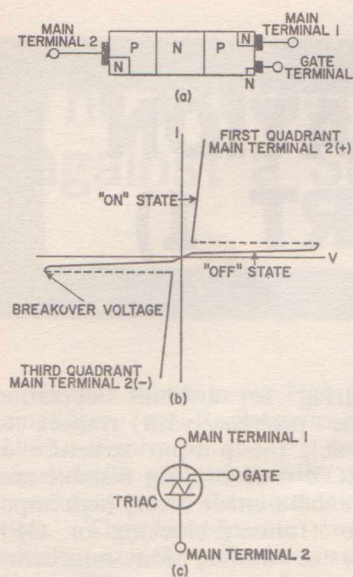 MAIN
TERMINAL 2
P
N
P
N
N
N
MAIN
TERMINAL 1
GATE
TERMINAL
(a)
I
FIRST QUADRANT
MAIN TERMINAL 2(+)
"ON" STATE
V
"OFF" STATE
BREAKOVER VOLTAGE
THIRD QUADRANT
MAIN TERMINAL 2(-)
(b)
MAIN TERMINAL 1
GATE
TRIAC
MAIN TERMINAL 2
(c)